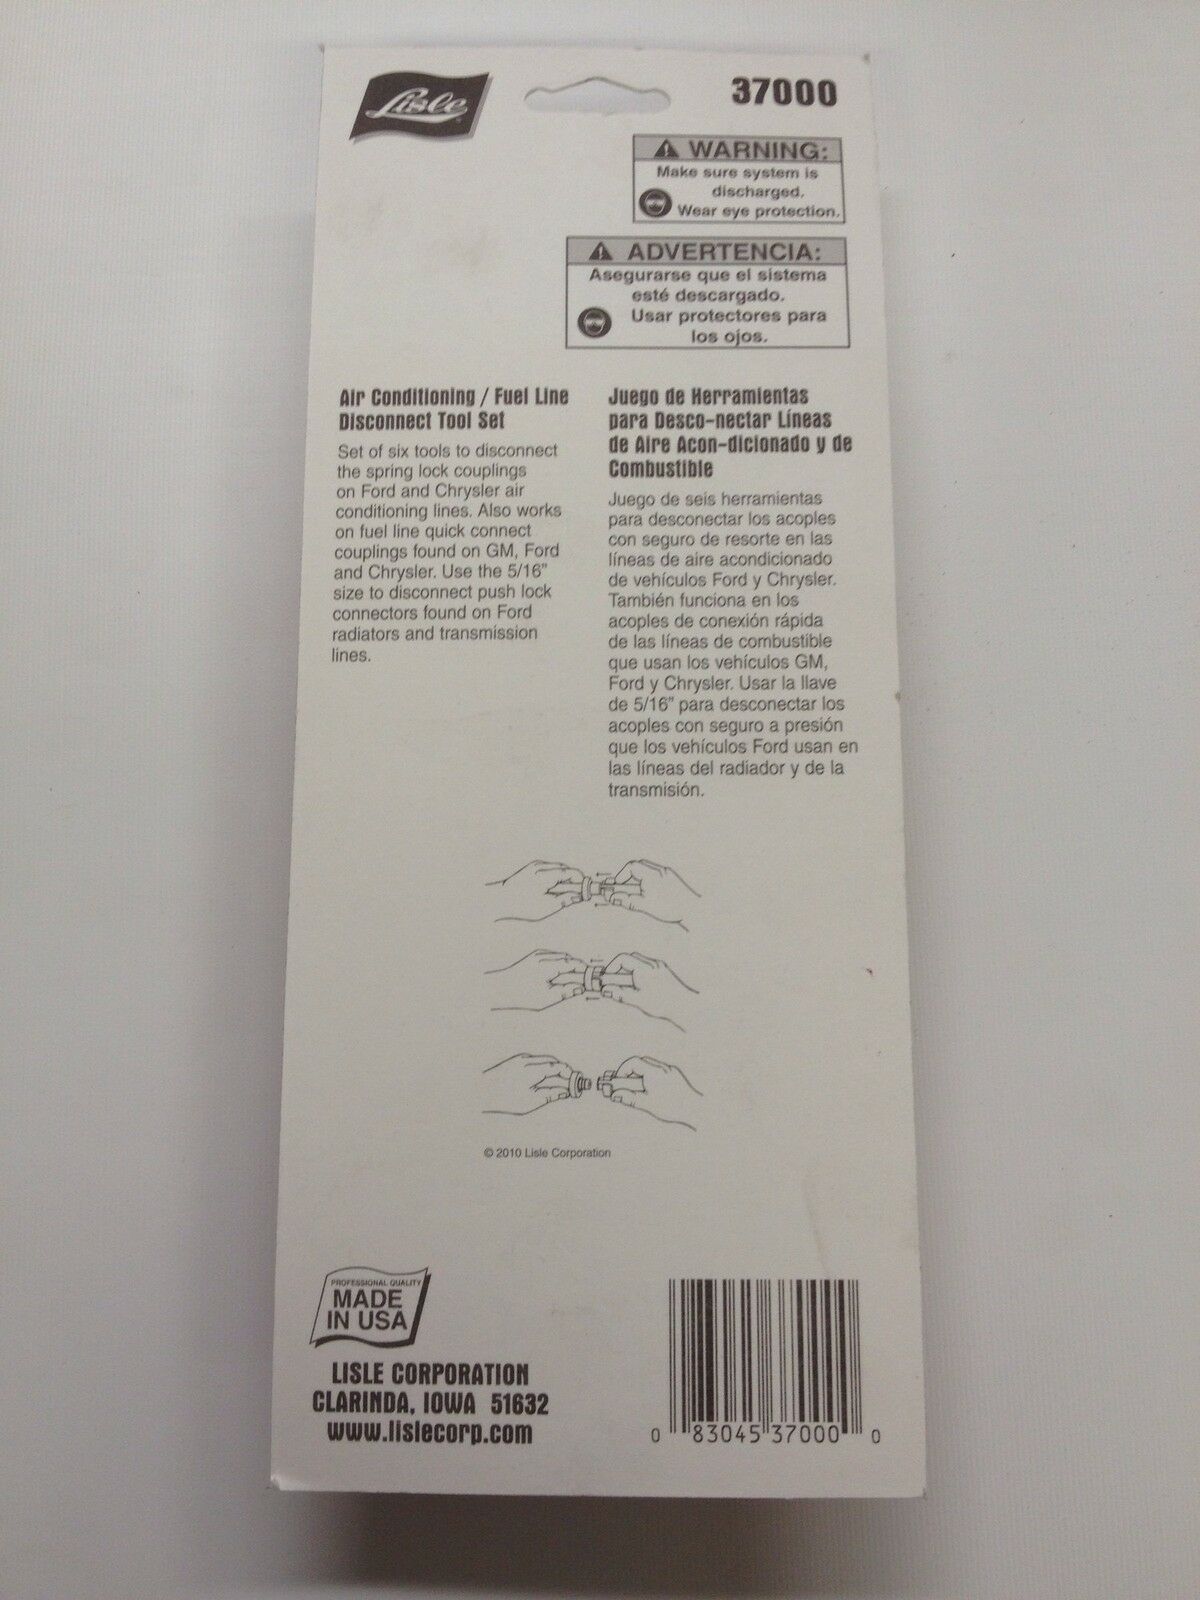 Lisle
37000
WARNING:
Make sure system is
discharged.
Wear eye protection.
ADVERTENCIA:
Asegurarse que el sistema
esté descargado.
Usar protectores para
los ojos.
Air Conditioning / Fuel Line
Disconnect Tool Set
Set of six tools to disconnect
the spring lock couplings
on Ford and Chrysler air
conditioning lines. Also works
on fuel line quick connect
couplings found on GM, Ford
and Chrysler. Use the 5/16"
size to disconnect push lock
connectors found on Ford
radiators and transmission
lines.
Juego de Herramientas
para Desco-nectar Líneas
de Aire Acon-dicionado y de
Combustible
Juego de seis herramientas
para desconectar los acoples
con seguro de resorte en las
líneas de aire acondicionado
de vehículos Ford y Chrysler.
También funciona en los
acoples de conexión rápida
de las líneas de combustible
que usan los vehículos GM,
Ford y Chrysler. Usar la llave
de 5/16" para desconectar los
acoples con seguro a presión
que los vehículos Ford usan en
las líneas del radiador y de la
transmisión.
© 2010 Lisle Corporation
PROFESSIONAL QUALITY
MADE
IN USA
LISLE CORPORATION
CLARINDA, IOWA 51632
www.lislecorp.com
0 83045 37000 0